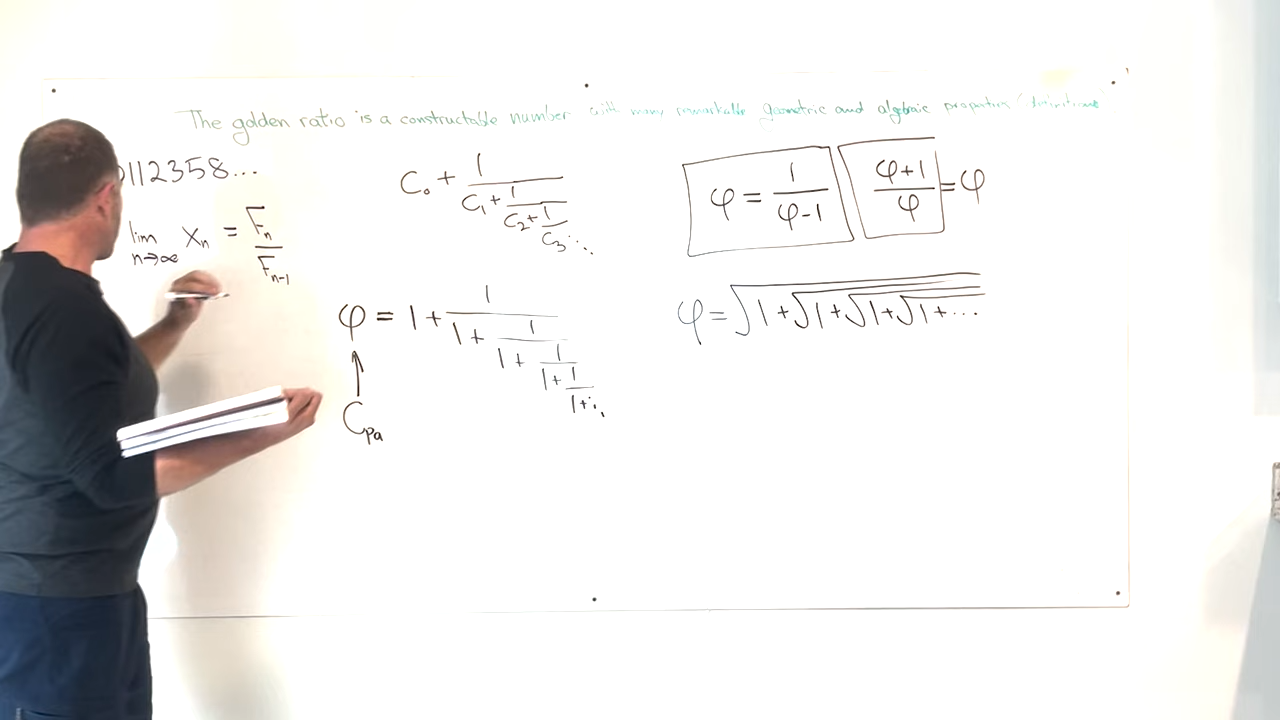 The golden ratio is a constructable number with many remarkable geometric and algebraic
0112358...
lim n→∞ Xn = Fn / Fn-1
C0 + 1/(C1 + 1/(C2 + 1/(C3 ⋱
φ = 1 + 1/(1 + 1/(1 + 1/(1 + 1/(1 + ⋱
↑
Cpa
φ = 1/(φ-1)
(φ+1)/φ = φ
φ = √(1 + √(1 + √(1 + √(1 + ...